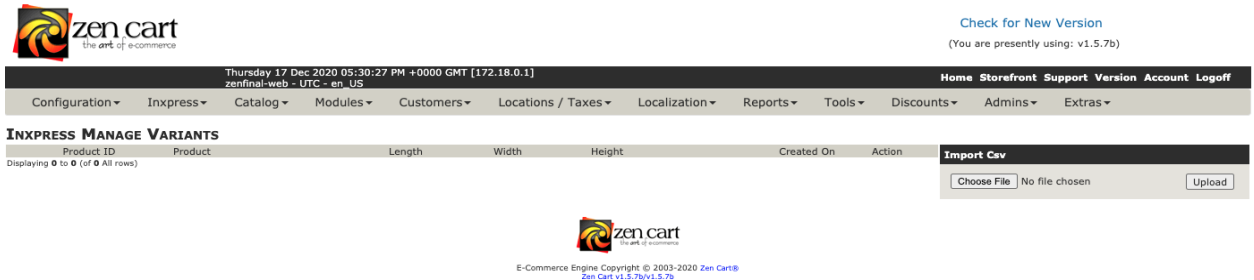 zen cart
the art of e-commerce
Check for New Version
(You are presently using: v1.5.7b)
Thursday 17 Dec 2020 05:30:27 PM +0000 GMT [172.18.0.1]
zenfinal-web - UTC - en_US
Home Storefront Support Version Account Logoff
Configuration Inxpress Catalog Modules Customers Locations / Taxes Localization Reports Tools Discounts Admins Extras
Inxpress Manage Variants
Product ID Product Length Width Height Created On Action
Displaying 0 to 0 (of 0 All rows)
Import Csv
Choose File No file chosen Upload
zen cart
the art of e-commerce
E-Commerce Engine Copyright © 2003-2020 Zen Cart®
Zen Cart v1.5.7b/v1.5.7b